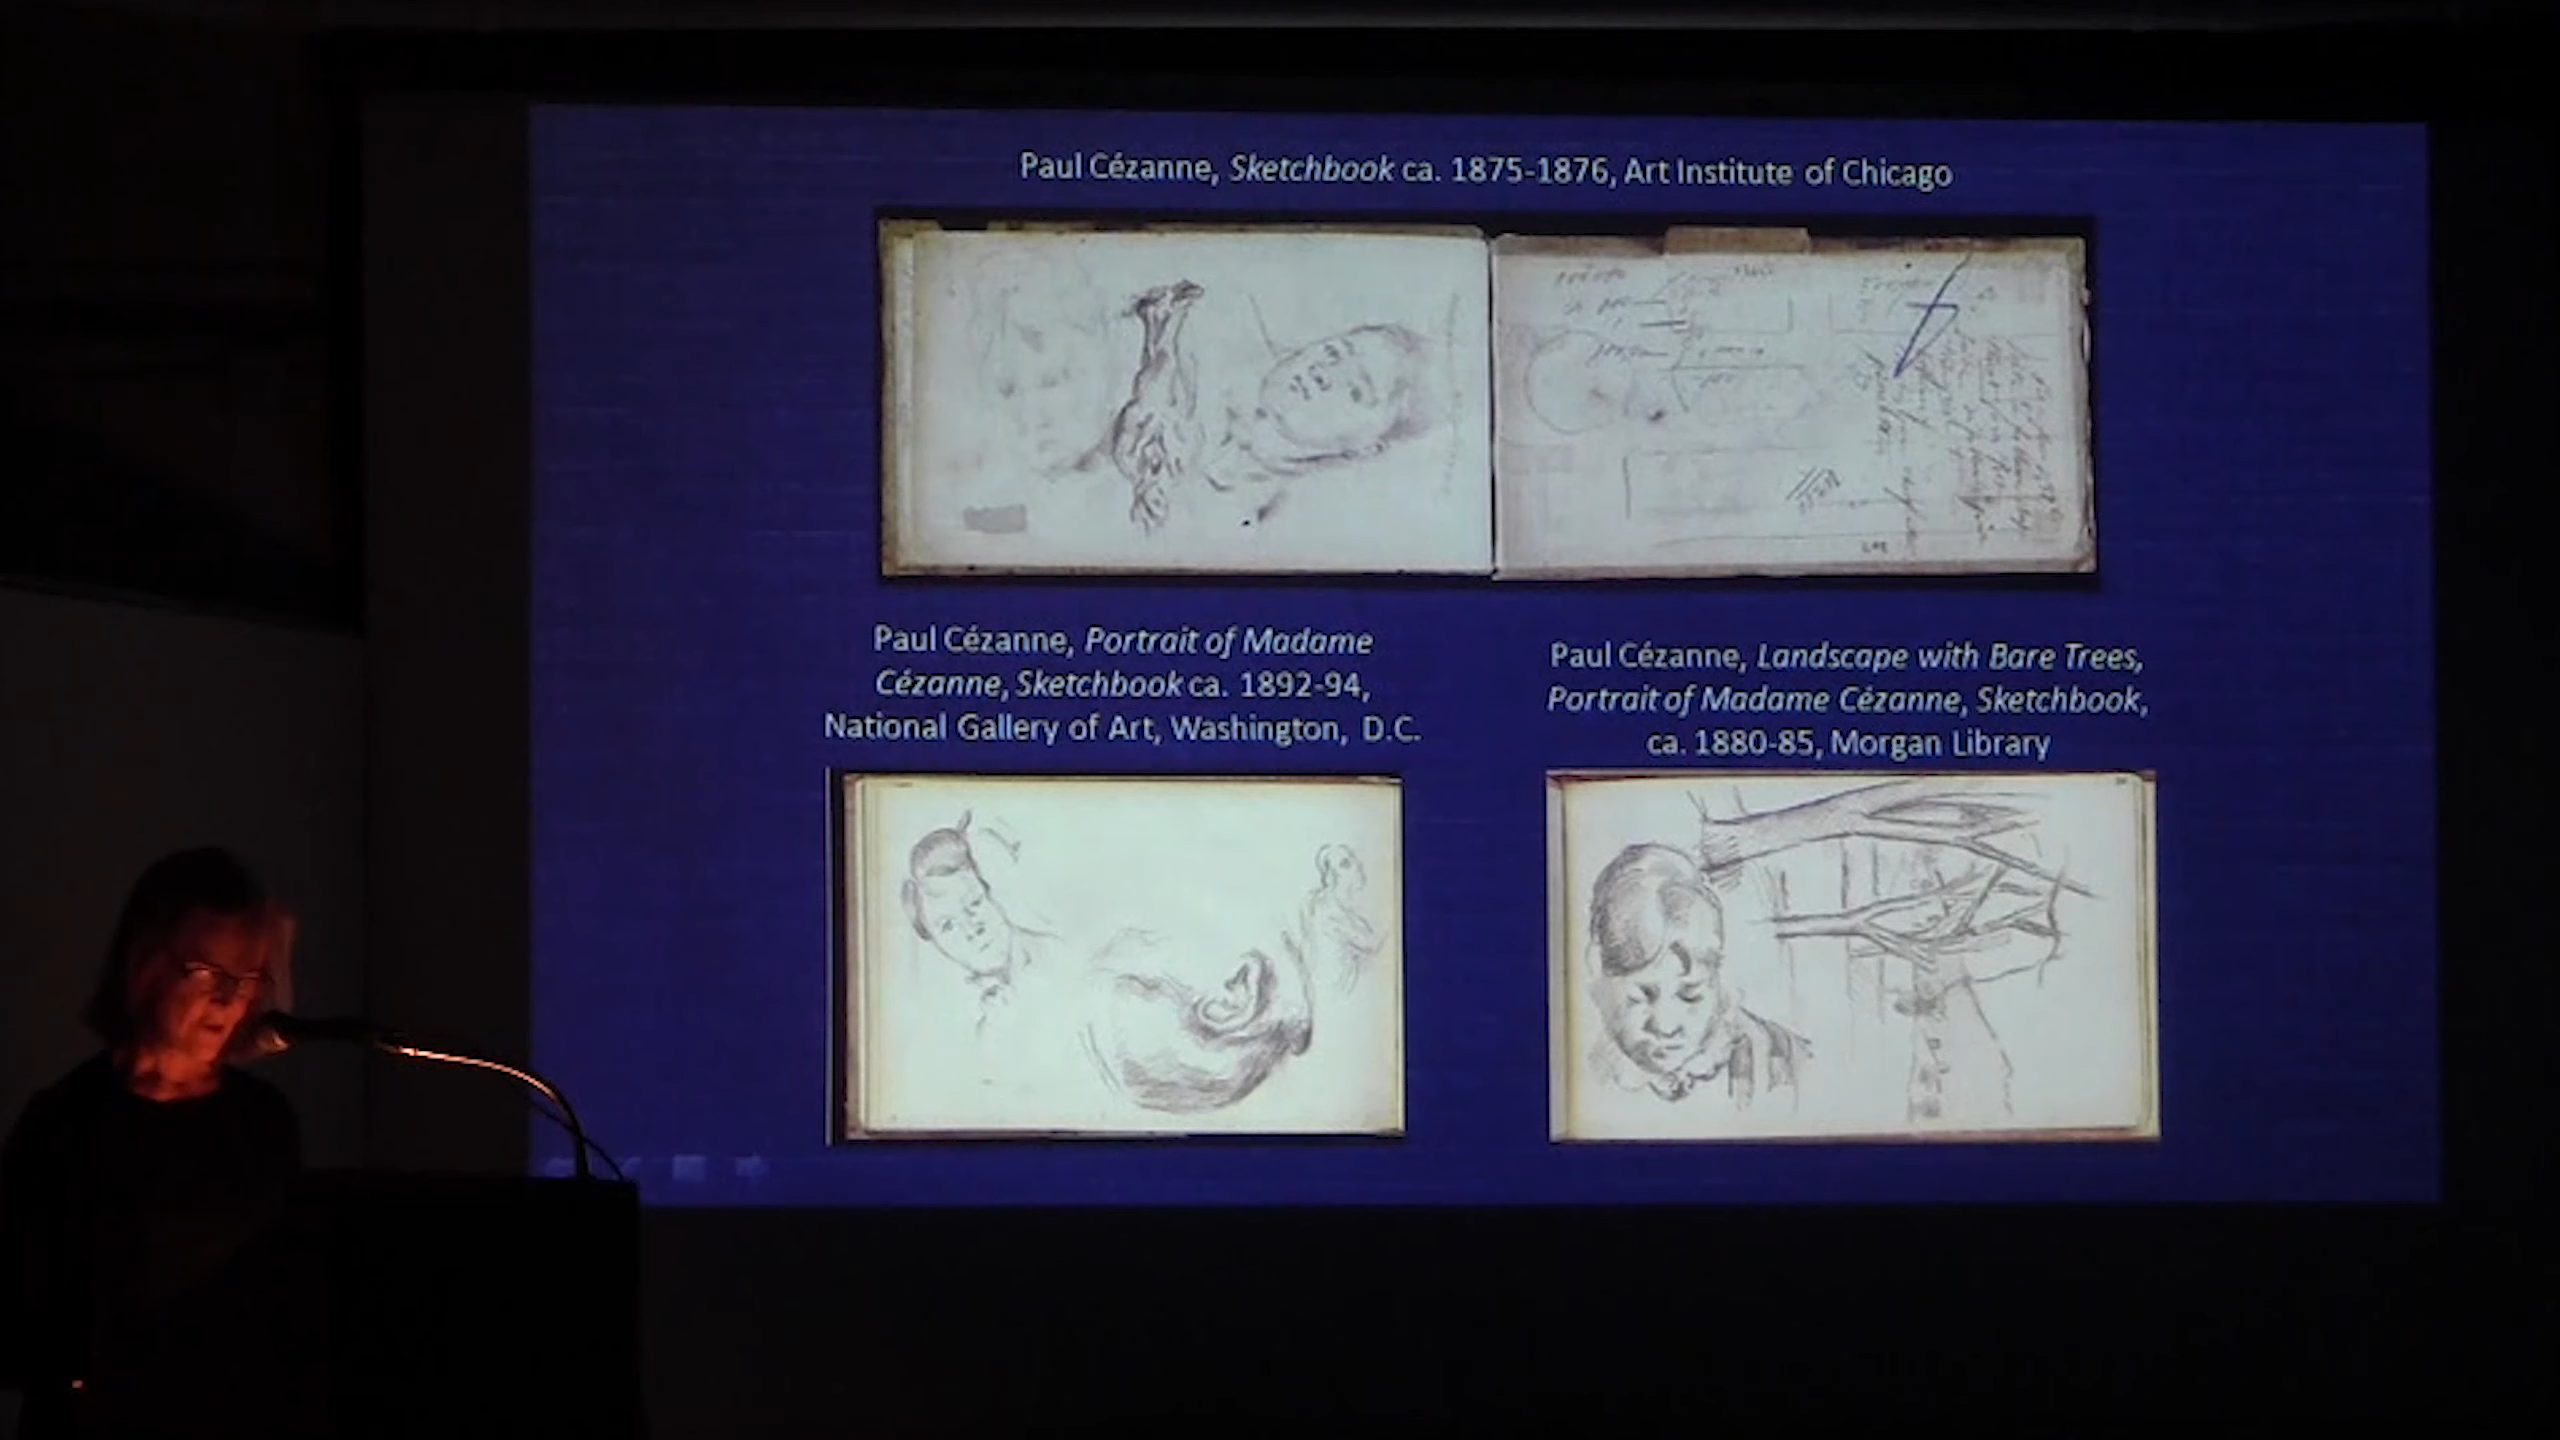 Paul Cézanne, Sketchbook ca. 1875-1876, Art Institute of Chicago
Paul Cézanne, Portrait of Madame
Cézanne, Sketchbook ca. 1892-94,
National Gallery of Art, Washington, D.C.
Paul Cézanne, Landscape with Bare Trees,
Portrait of Madame Cézanne, Sketchbook,
ca. 1880-85, Morgan Library